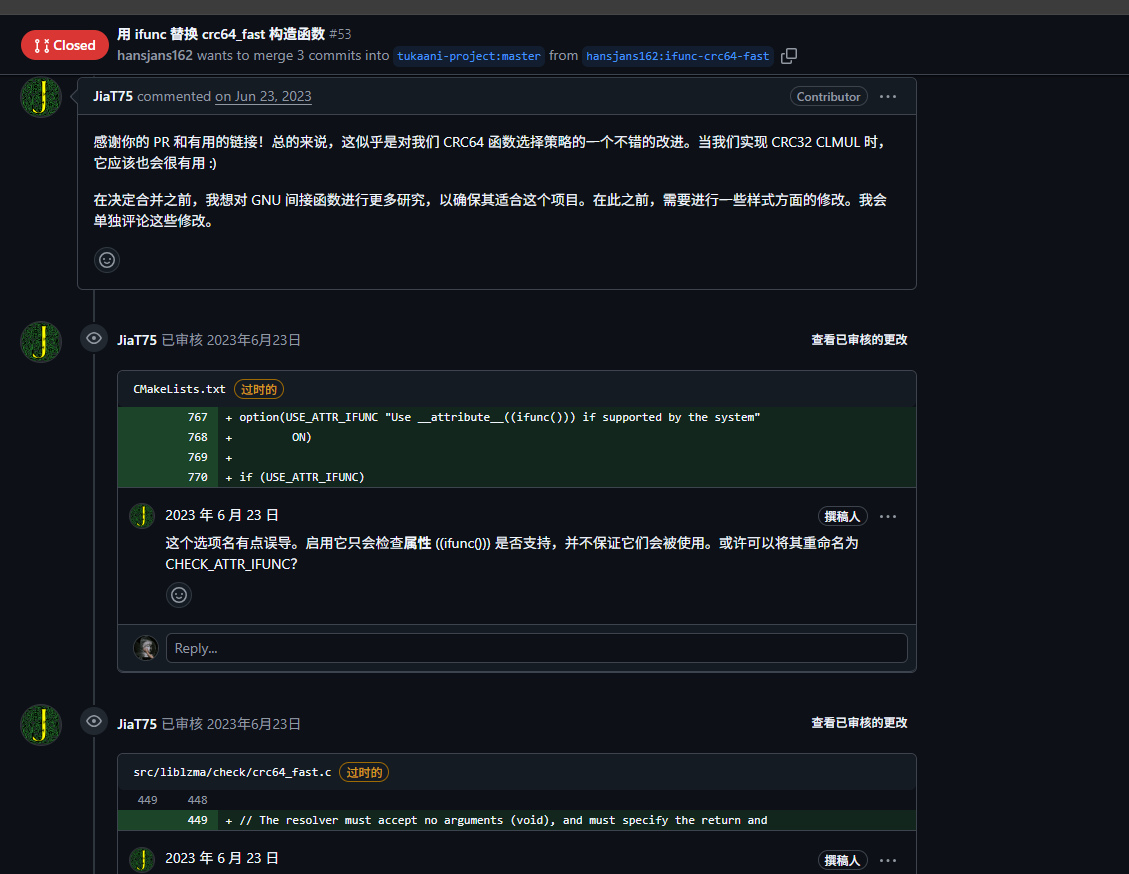 Closed
用 ifunc 替换 crc64_fast 构造函数 #53
hansjans162 wants to merge 3 commits into tukaani-project:master from hansjans162:ifunc-crc64-fast
JiaT75 commented on Jun 23, 2023 Contributor
感谢你的 PR 和有用的链接！总的来说，这似乎是对我们 CRC64 函数选择策略的一个不错的改进。当我们实现 CRC32 CLMUL 时，
它应该也会很有用 :)
在决定合并之前，我想对 GNU 间接函数进行更多研究，以确保其适合这个项目。在此之前，需要进行一些样式方面的修改。我会
单独评论这些修改。
JiaT75 已审核 2023年6月23日 查看已审核的更改
CMakeLists.txt 过时的
767 + option(USE_ATTR_IFUNC "Use __attribute__((ifunc())) if supported by the system"
768 + ON)
769 +
770 + if (USE_ATTR_IFUNC)
2023 年 6 月 23 日 撰稿人
这个选项名有点误导。启用它只会检查属性 ((ifunc())) 是否支持，并不保证它们会被使用。或许可以将其重命名为
CHECK_ATTR_IFUNC？
Reply...
JiaT75 已审核 2023年6月23日 查看已审核的更改
src/liblzma/check/crc64_fast.c 过时的
449 448
449 + // The resolver must accept no arguments (void), and must specify the return and
2023 年 6 月 23 日 撰稿人